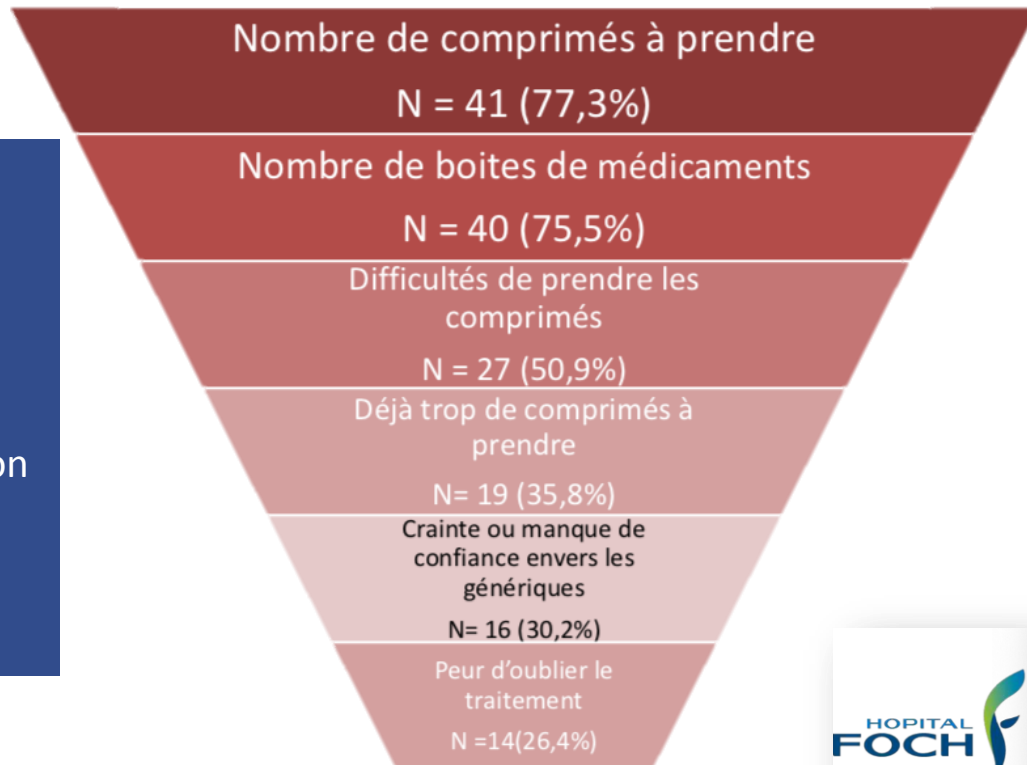 Nombre de comprimés à prendre
N = 41 (77,3%)
Nombre de boites de médicaments
N = 40 (75,5%)
Difficultés de prendre les
comprimés
N = 27 (50,9%)
Déjà trop de comprimés à
prendre
N= 19 (35,8%)
on
Crainte ou manque de
confiance envers les
génériques
N= 16 (30,2%)
Peur d'oublier le
traitement
N =14(26,4%)
HOPITAL
FOCH